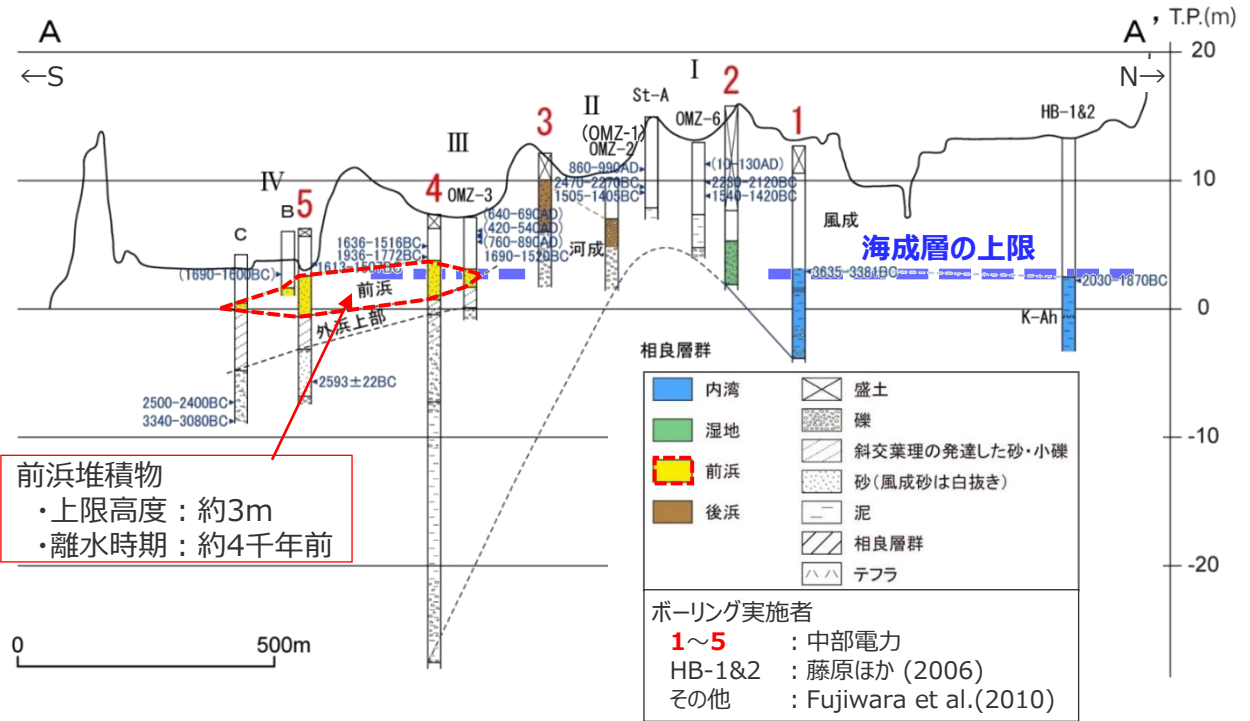 A
A'
T.P.(m)
←S
N→
20
10
0
-10
-20
I
II
III
IV
St-A
2
OMZ-6
1
HB-1&2
3
(OMZ-1)
OMZ-2
4
OMZ-3
5
B
C
860-990AD
2470-2270BC
1505-1405BC
(10-130AD)
2230-2120BC
1540-1420BC
(640-690AD)
(420-540AD)
(760-890AD)
1690-1520BC
1636-1516BC
1936-1772BC
1613-1507BC
(1690-1600BC)
河成
風成
海成層の上限
3635-3381BC
2030-1870BC
K-Ah
前浜
外浜上部
2593±22BC
2500-2400BC
3340-3080BC
相良層群
前浜堆積物
・上限高度：約3m
・離水時期：約4千年前
内湾
湿地
前浜
後浜
盛土
礫
斜交葉理の発達した砂・小礫
砂(風成砂は白抜き)
泥
相良層群
テフラ
ボーリング実施者
1～5 ：中部電力
HB-1&2 ：藤原ほか (2006)
その他 ：Fujiwara et al.(2010)
0 500m